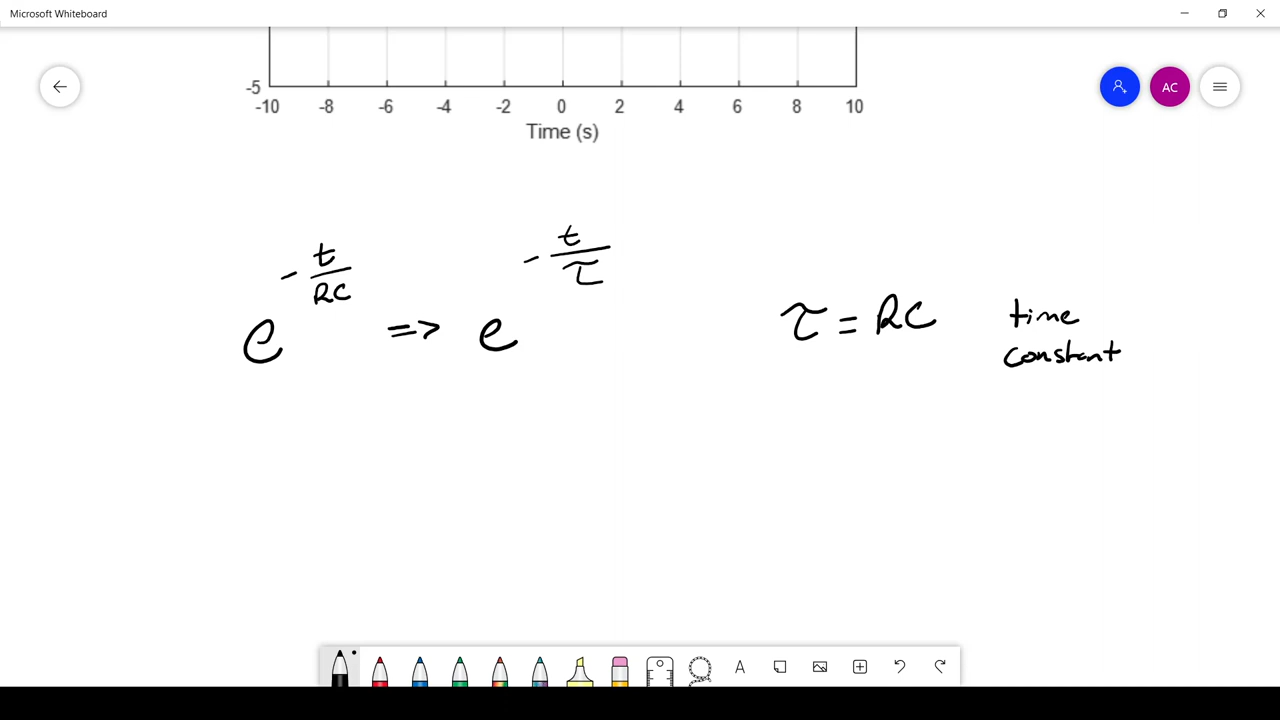 Microsoft Whiteboard
-5
-10 -8 -6 -4 -2 0 2 4 6 8 10
Time (s)
AC
e^{-t/RC} => e^{-t/τ}
τ = RC
time
constant
A